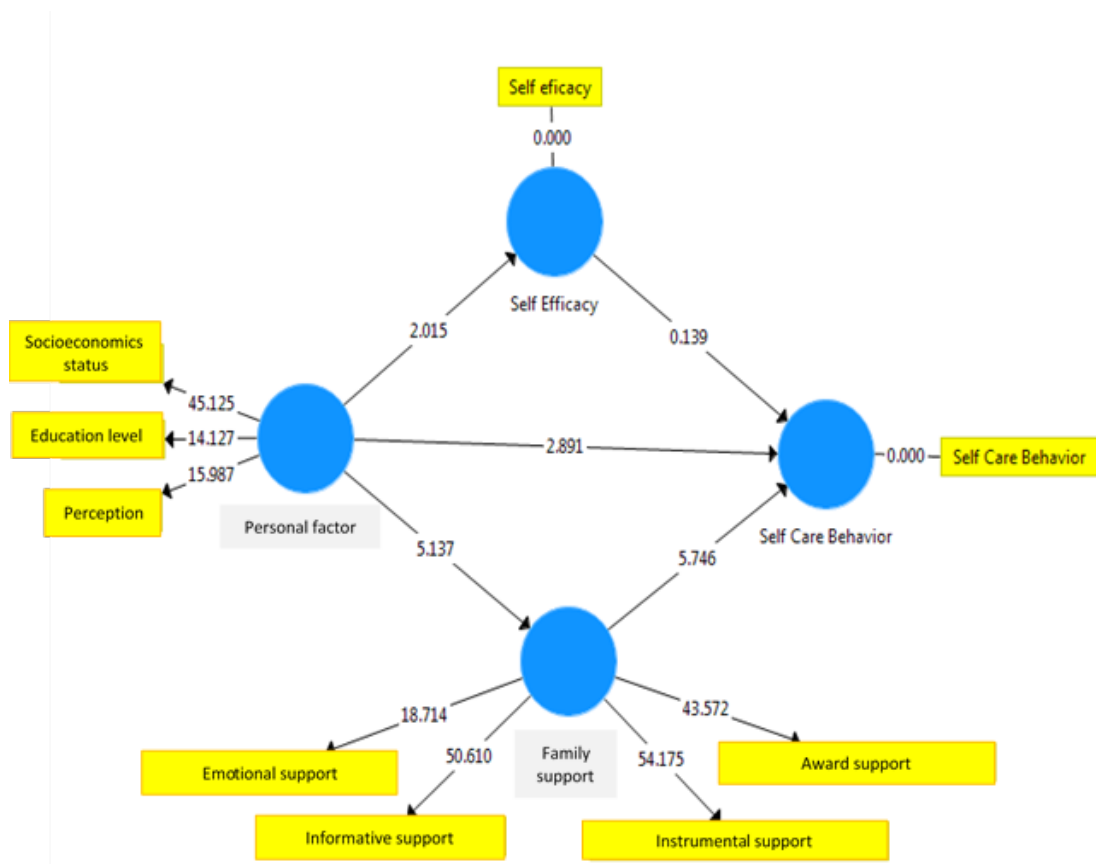 Self eficacy
0.000
Self Efficacy
2.015
0.139
Socioeconomics
status
45.125
Education level
14.127
15.987
Perception
Personal factor
2.891
0.000
Self Care Behavior
Self Care Behavior
5.137
5.746
18.714
43.572
50.610
54.175
Family
support
Emotional support
Award support
Informative support
Instrumental support